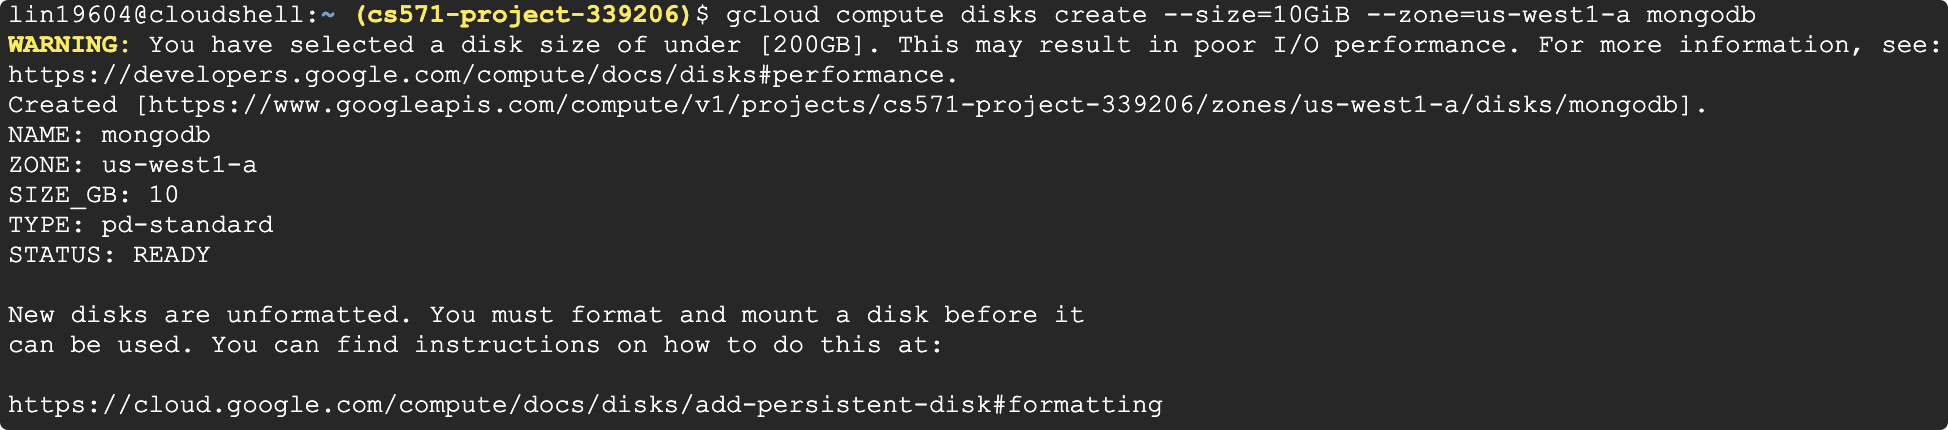 lin19604@cloudshell:~ (cs571-project-339206)$ gcloud compute disks create --size=10GiB --zone=us-west1-a mongodb
WARNING: You have selected a disk size of under [200GB]. This may result in poor I/O performance. For more information, see:
https://developers.google.com/compute/docs/disks#performance.
Created [https://www.googleapis.com/compute/v1/projects/cs571-project-339206/zones/us-west1-a/disks/mongodb].
NAME: mongodb
ZONE: us-west1-a
SIZE_GB: 10
TYPE: pd-standard
STATUS: READY
New disks are unformatted. You must format and mount a disk before it
can be used. You can find instructions on how to do this at:
https://cloud.google.com/compute/docs/disks/add-persistent-disk#formatting